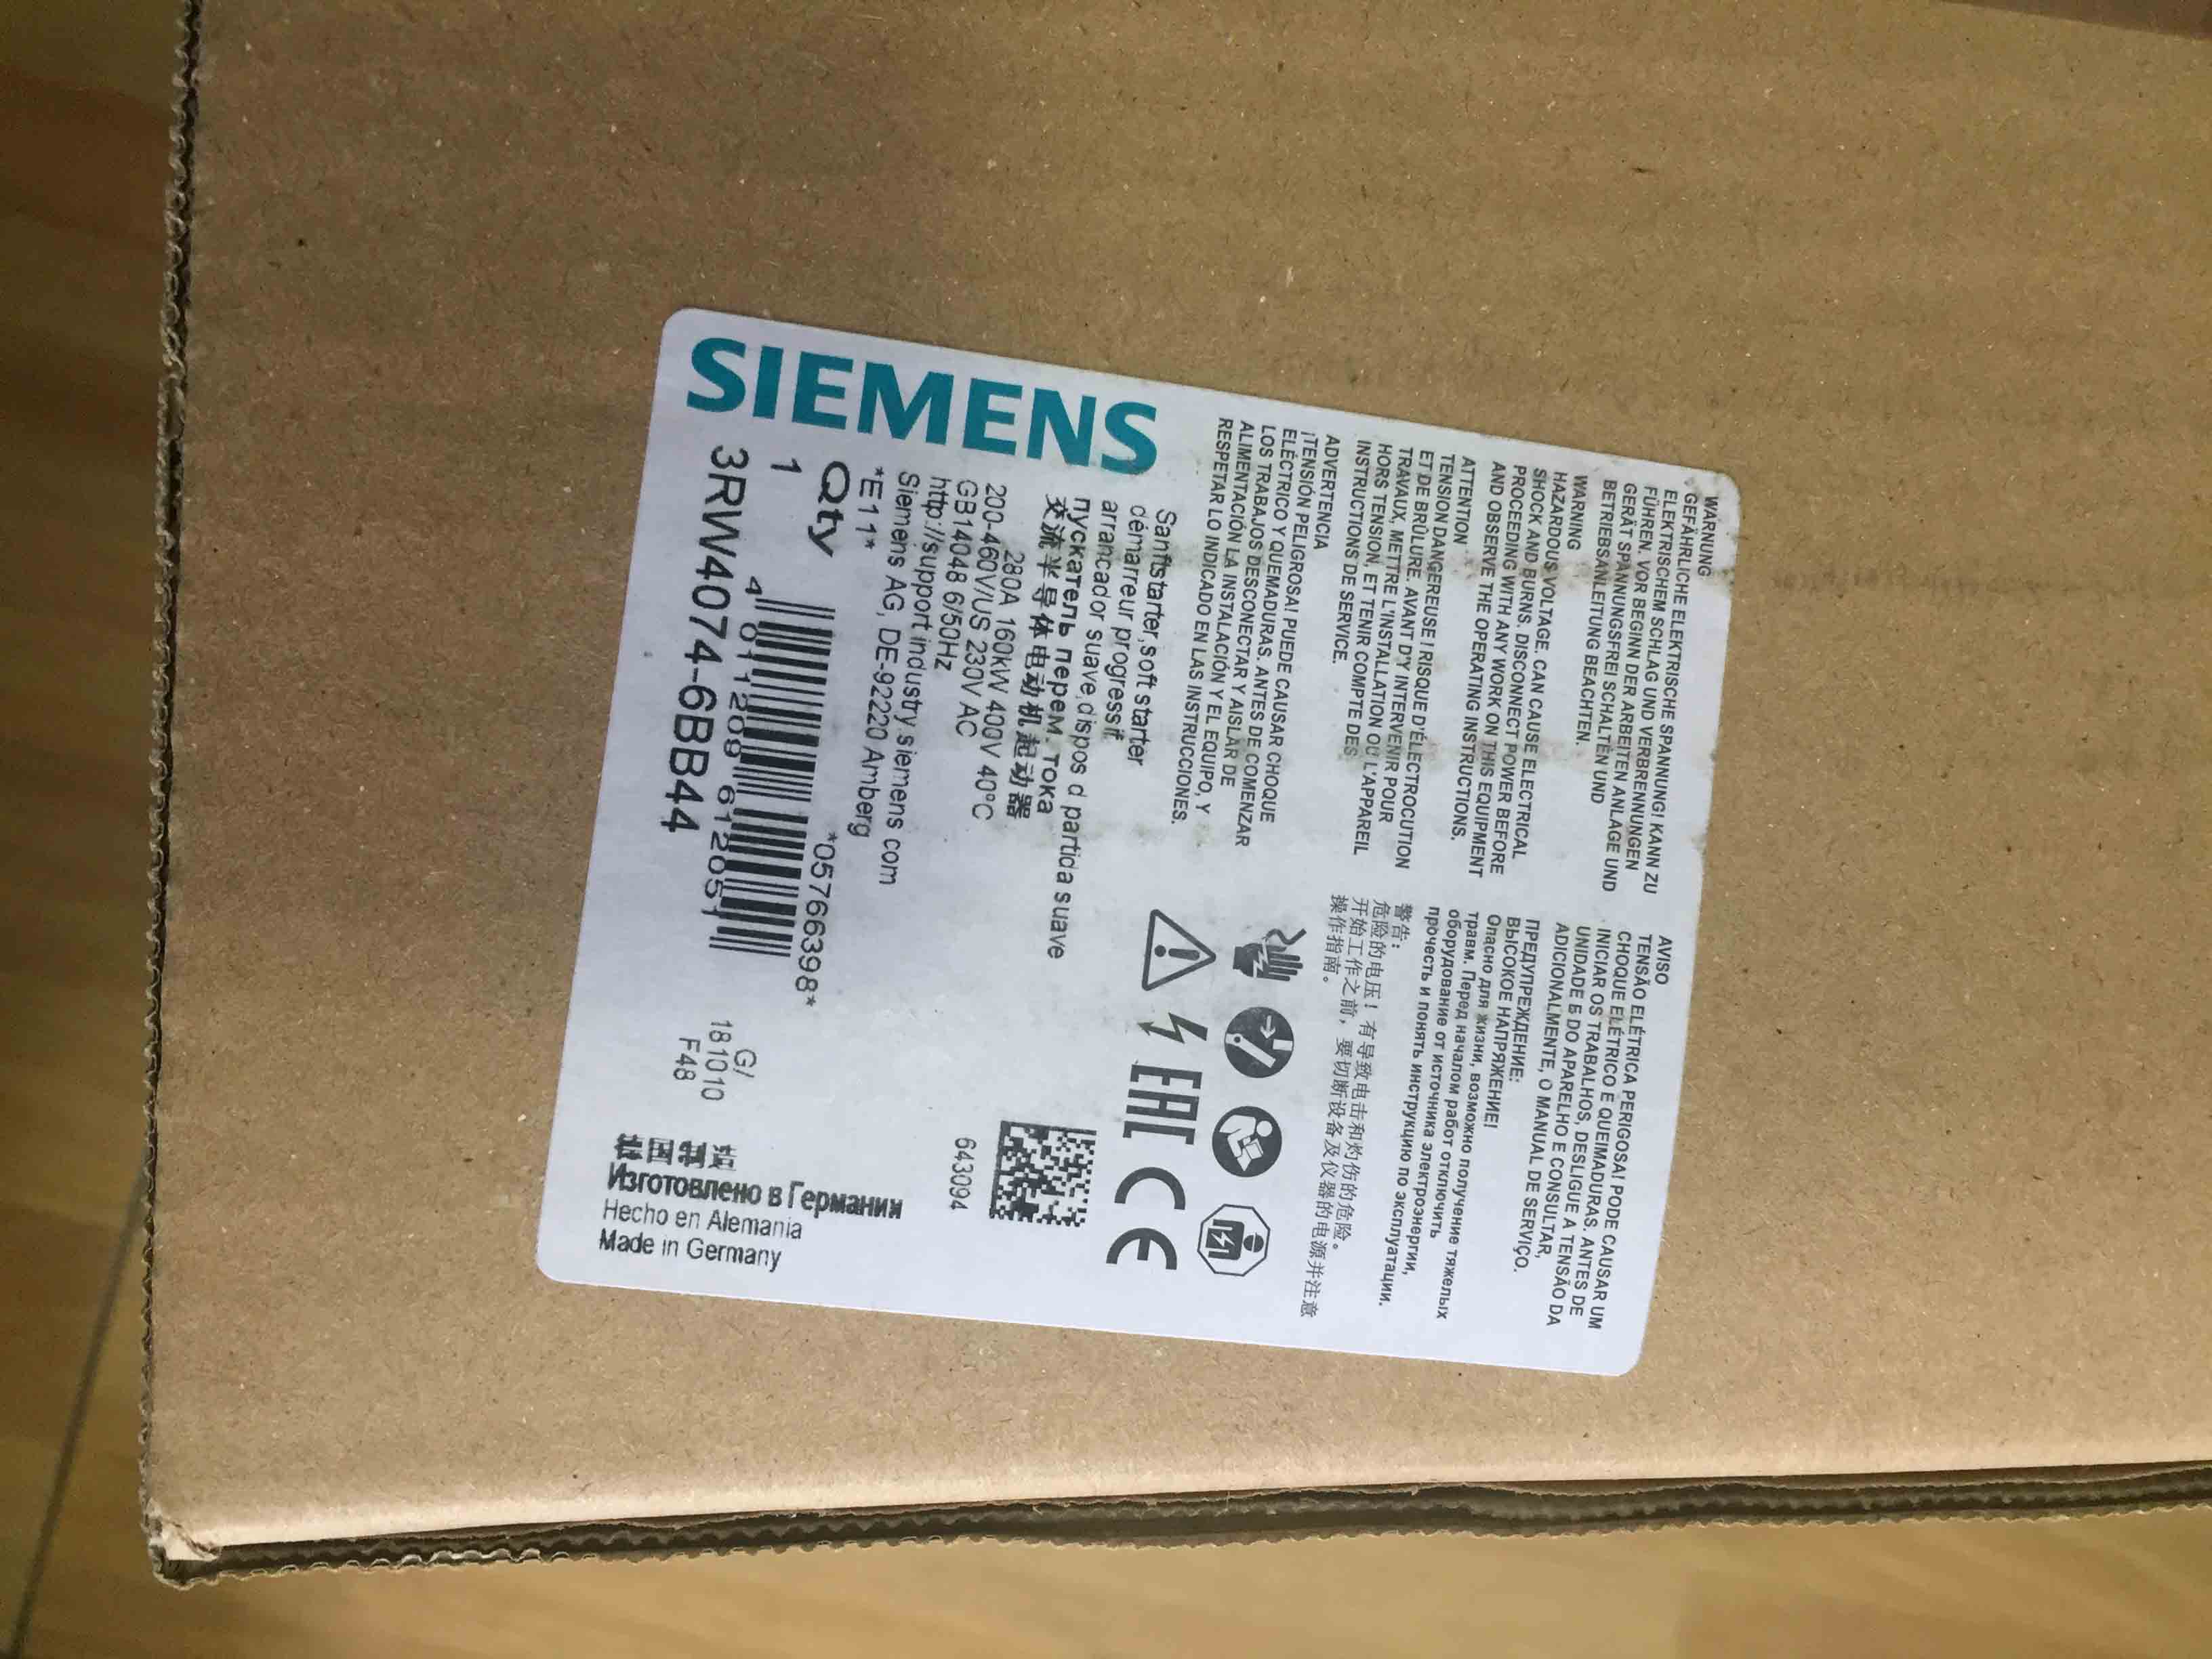 WARNUNG
GEFÄHRLICHE ELEKTRISCHE SPANNUNG! KANN ZU
ELEKTRISCHEM SCHLAG UND VERBRENNUNGEN
FÜHREN. VOR BEGINN DER ARBEITEN ANLAGE UND
GERÄT SPANNUNGSFREI SCHALTEN UND
BETRIEBSANLEITUNG BEACHTEN.
WARNING
HAZARDOUS VOLTAGE. CAN CAUSE ELECTRICAL
SHOCK AND BURNS. DISCONNECT POWER BEFORE
PROCEEDING WITH ANY WORK ON THIS EQUIPMENT
AND OBSERVE THE OPERATING INSTRUCTIONS.
ATTENTION
TENSION DANGEREUSE ! RISQUE D'ÉLECTROCUTION
ET DE BRÛLURE. AVANT D'Y INTERVENIR POUR
TRAVAUX, METTRE L'INSTALLATION OU L'APPAREIL
HORS TENSION, ET TENIR COMPTE DES
INSTRUCTIONS DE SERVICE.
ADVERTENCIA
¡TENSIÓN PELIGROSA! PUEDE CAUSAR CHOQUE
ELÉCTRICO Y QUEMADURAS. ANTES DE COMENZAR
LOS TRABAJOS DESCONECTAR Y AISLAR DE
ALIMENTACIÓN LA INSTALACIÓN Y EL EQUIPO, Y
RESPETAR LO INDICADO EN LAS INSTRUCCIONES.
AVISO
TENSÃO ELÉTRICA PERIGOSA! PODE CAUSAR UM
CHOQUE ELÉTRICO E QUEIMADURAS. ANTES DE
INICIAR OS TRABALHOS, DESLIGUE A TENSÃO DA
UNIDADE E DO APARELHO E CONSULTAR,
ADICIONALMENTE, O MANUAL DE SERVIÇO.
ПРЕДУПРЕЖДЕНИЕ:
ВЫСОКОЕ НАПРЯЖЕНИЕ!
Опасно для жизни, возможно получение тяжелых
травм. Перед началом работ отключить
оборудование от источника электроэнергии,
прочесть и понять инструкцию по эксплуатации.
警告：
危险的电压！有导致电击和灼伤的危险。
开始工作之前，要切断设备及仪器的电源并注意
操作指南。
SIEMENS
Sanftstarter,soft starter
démarreur progressif
arrancador suave,dispos d partida suave
пускатель перем. тока
交流半导体电动机起动器
280A 160kW 400V 40°C
200-460V/US 230V AC
GB14048 6/50Hz
http://support industry.siemens com
Siemens AG, DE-92220 Amberg
*E11*
EAC CE
643094
Qty
1
*05766398*
4 011209 612051
3RW4074-6BB44
G/
181010
F48
德国制造
Изготовлено в Германии
Hecho en Alemania
Made in Germany